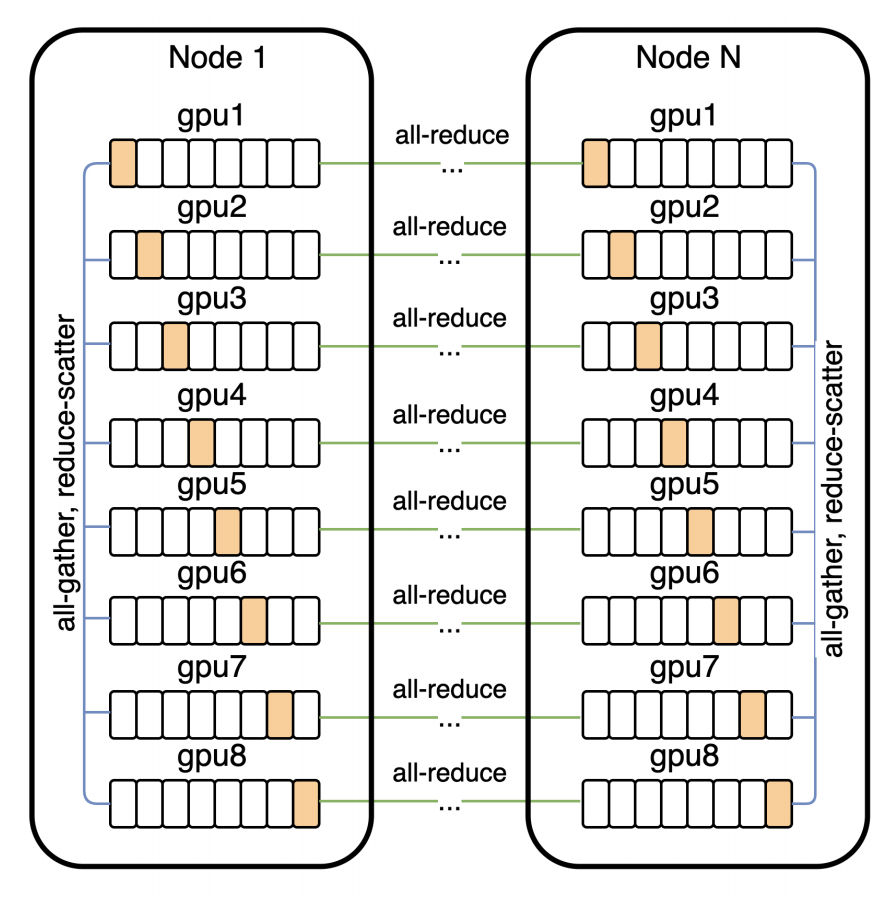 Node 1
Node N
gpu1
all-reduce
...
gpu1
gpu2
all-reduce
...
gpu2
gpu3
all-reduce
...
gpu3
gpu4
all-reduce
...
gpu4
gpu5
all-reduce
...
gpu5
gpu6
all-reduce
...
gpu6
gpu7
all-reduce
...
gpu7
gpu8
all-reduce
...
gpu8
all-gather, reduce-scatter
all-gather, reduce-scatter